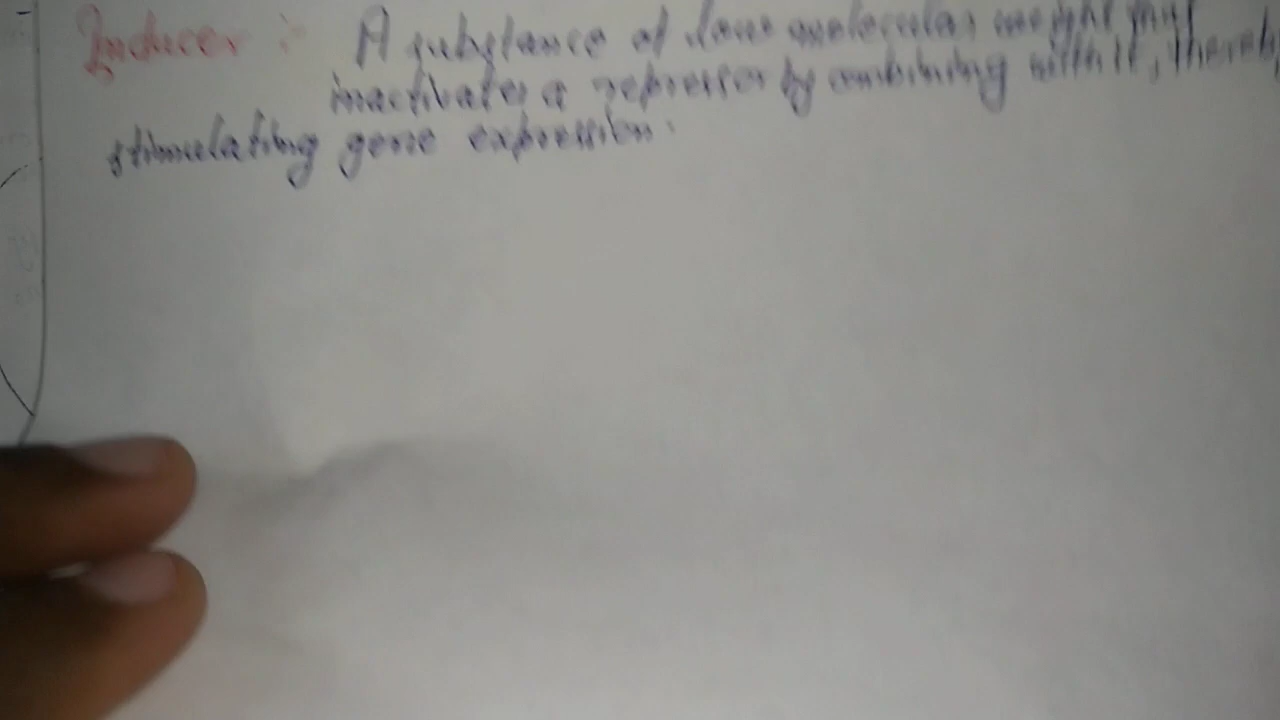 Inducer :- A substance of low molecular weight that
inactivates a repressor by combining with it, thereby
stimulating gene expression.